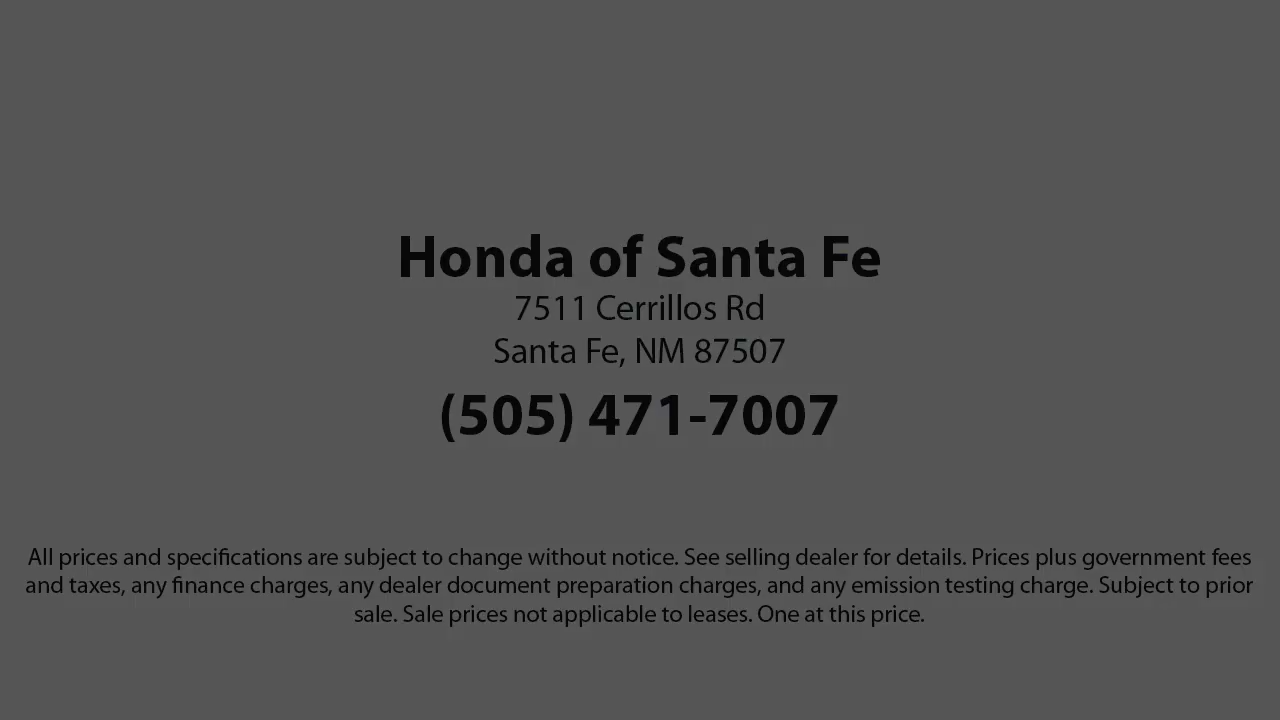 Honda of Santa Fe
7511 Cerrillos Rd
Santa Fe, NM 87507
(505) 471-7007
All prices and specifications are subject to change without notice. See selling dealer for details. Prices plus government fees
and taxes, any finance charges, any dealer document preparation charges, and any emission testing charge. Subject to prior
sale. Sale prices not applicable to leases. One at this price.